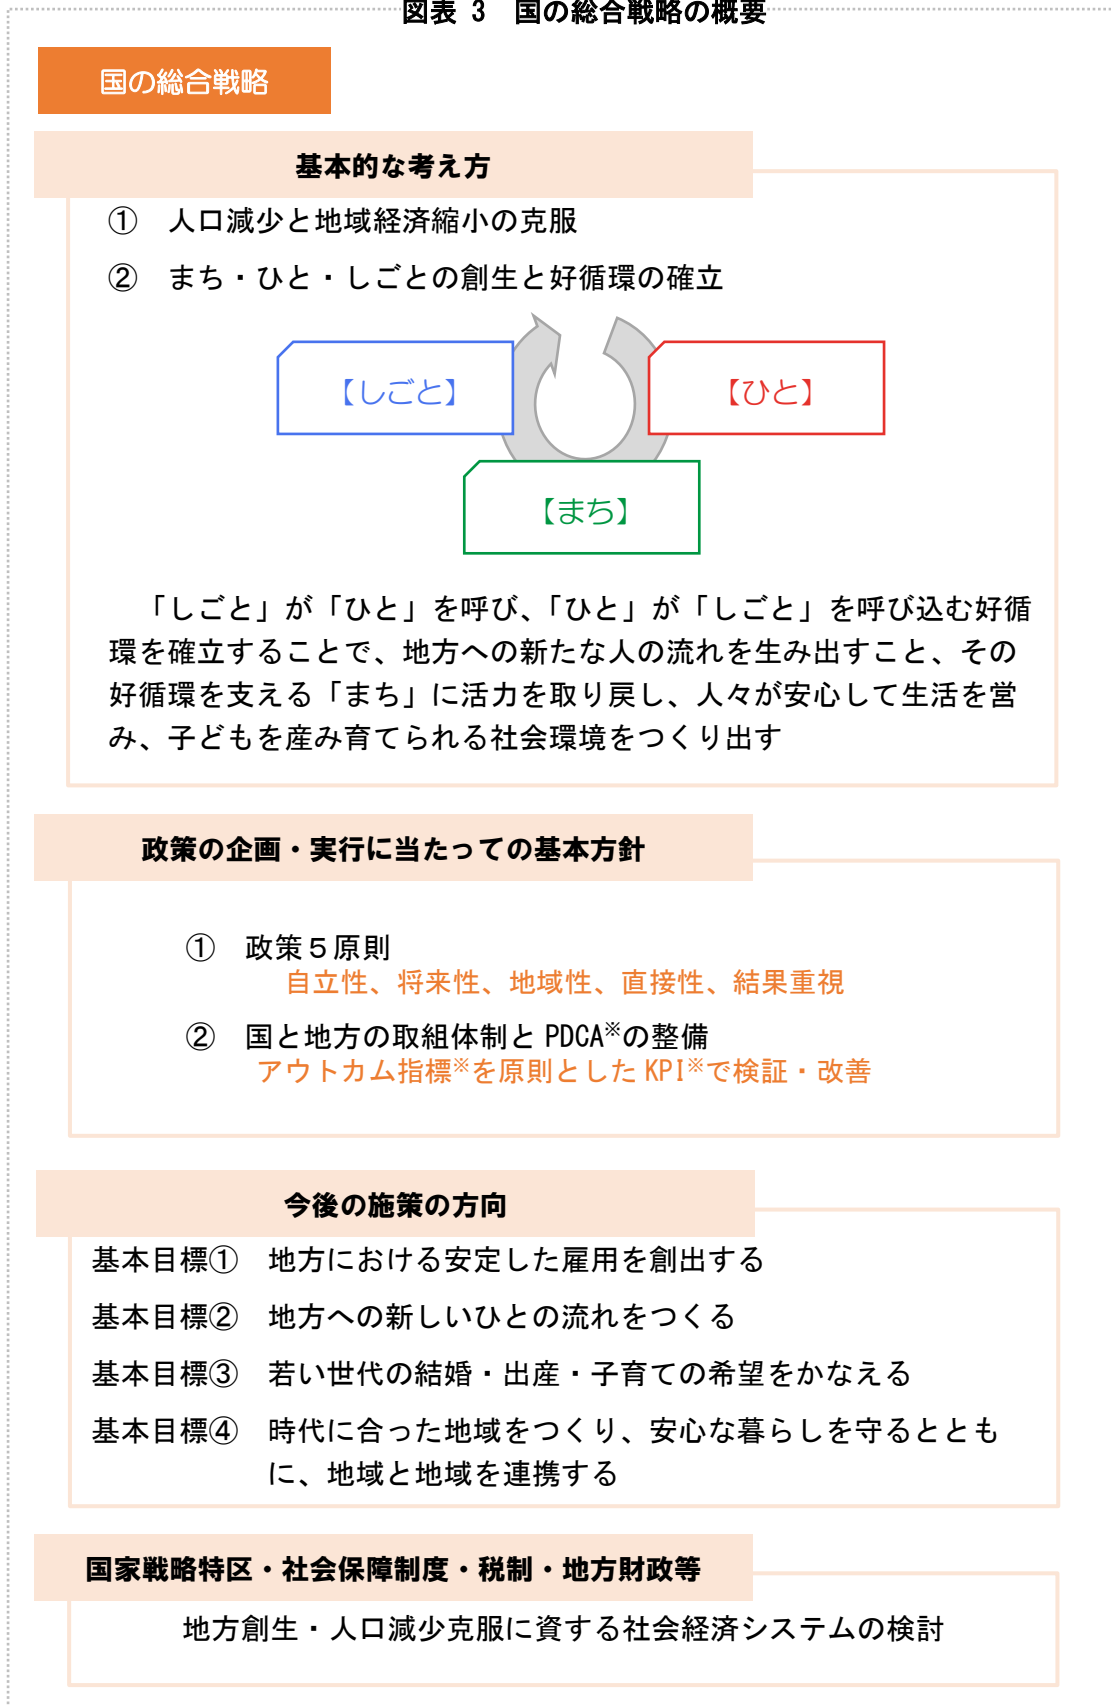 図表 3　国の総合戦略の概要
国の総合戦略
基本的な考え方
①　人口減少と地域経済縮小の克服
②　まち・ひと・しごとの創生と好循環の確立
【しごと】
【ひと】
【まち】
「しごと」が「ひと」を呼び、「ひと」が「しごと」を呼び込む好循
環を確立することで、地方への新たな人の流れを生み出すこと、その
好循環を支える「まち」に活力を取り戻し、人々が安心して生活を営
み、子どもを産み育てられる社会環境をつくり出す
政策の企画・実行に当たっての基本方針
①　政策５原則
自立性、将来性、地域性、直接性、結果重視
②　国と地方の取組体制と PDCA※の整備
アウトカム指標※を原則とした KPI※で検証・改善
今後の施策の方向
基本目標①　地方における安定した雇用を創出する
基本目標②　地方への新しいひとの流れをつくる
基本目標③　若い世代の結婚・出産・子育ての希望をかなえる
基本目標④　時代に合った地域をつくり、安心な暮らしを守るととも
に、地域と地域を連携する
国家戦略特区・社会保障制度・税制・地方財政等
地方創生・人口減少克服に資する社会経済システムの検討